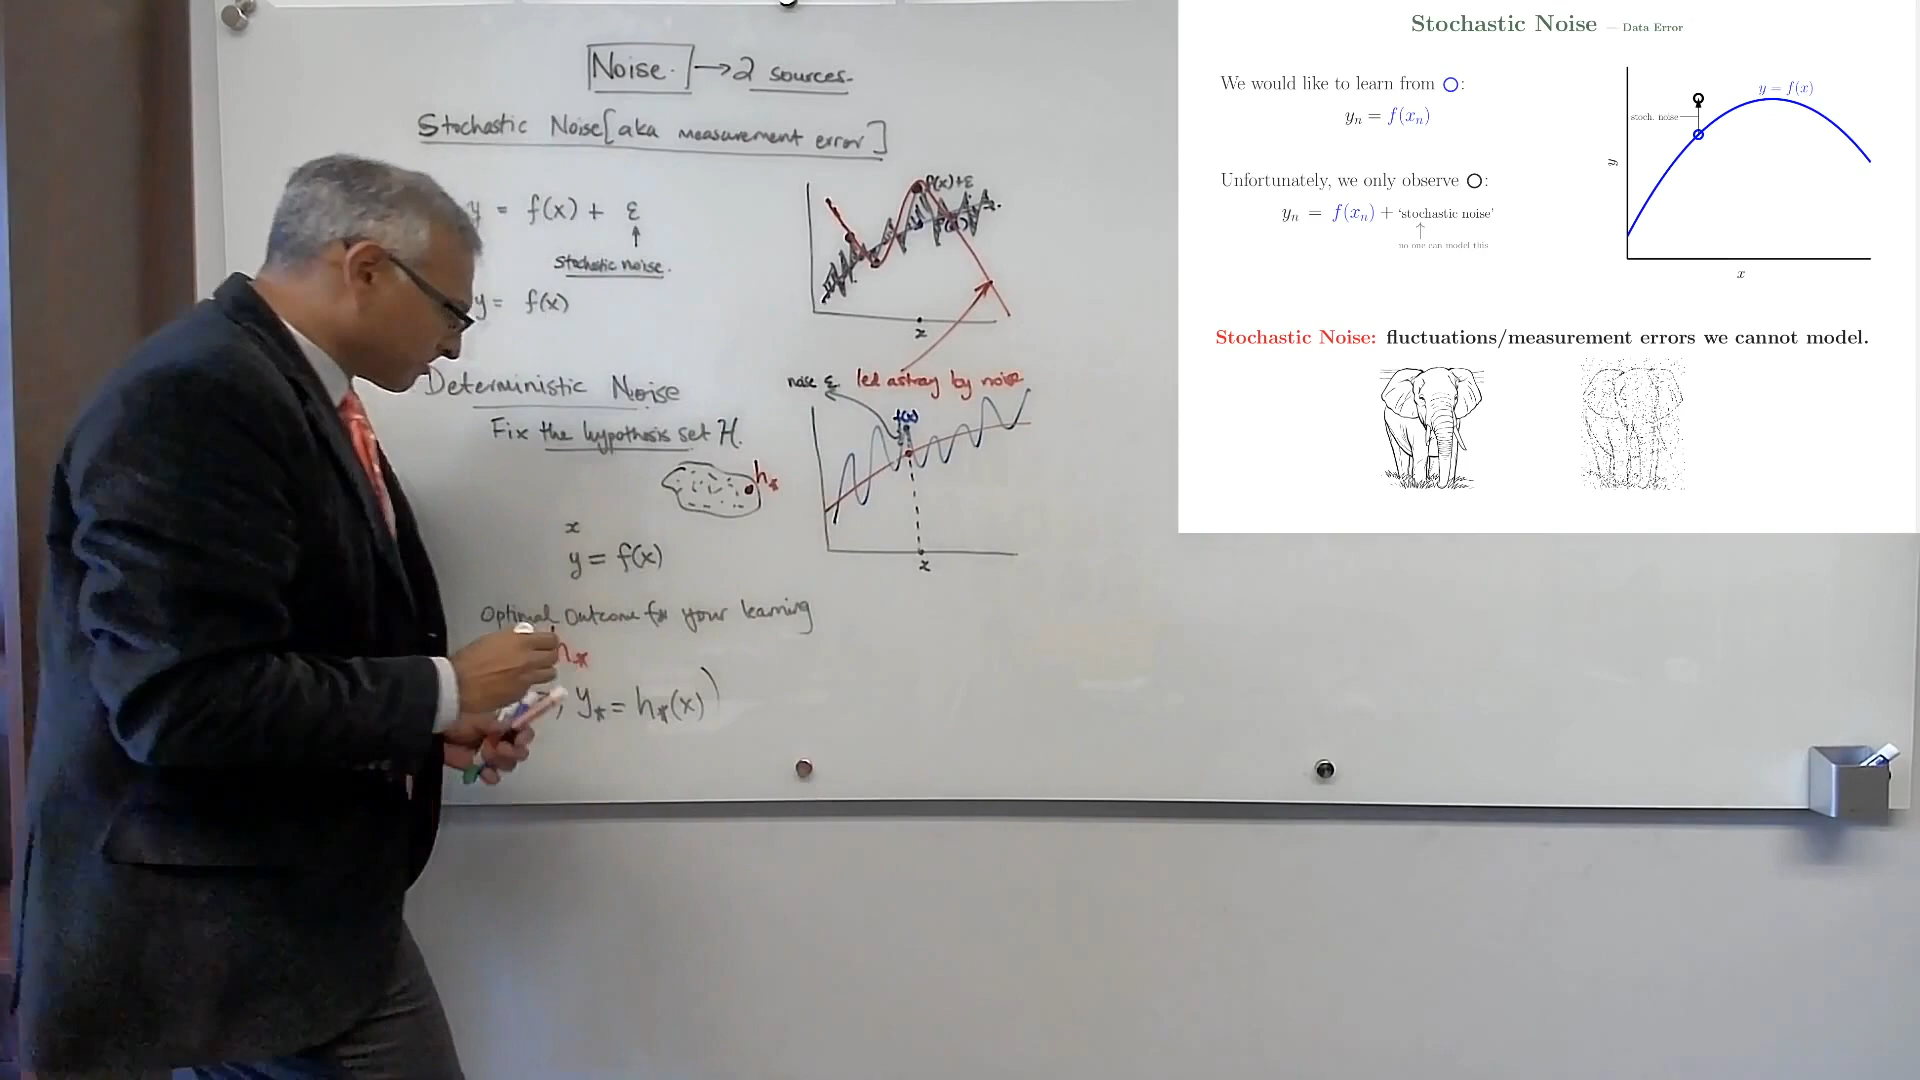 Noise. → 2 sources.
Stochastic Noise [aka measurement error]
y = f(x) + ε
↑
Stochastic noise.
y = f(x)
f(x)+ε
f(x)
x
led astray by noise
Deterministic Noise
Fix the hypothesis set H.
h*
noise ε
f(x)
x
x
y = f(x)
Optimal Outcome for your learning
h*
, y* = h*(x))
Stochastic Noise — Data Error
We would like to learn from ○:
yₙ = f(xₙ)
Unfortunately, we only observe ○:
yₙ = f(xₙ) + ‘stochastic noise’
↑
no one can model this
y = f(x)
stoch. noise
y
x
Stochastic Noise: fluctuations/measurement errors we cannot model.